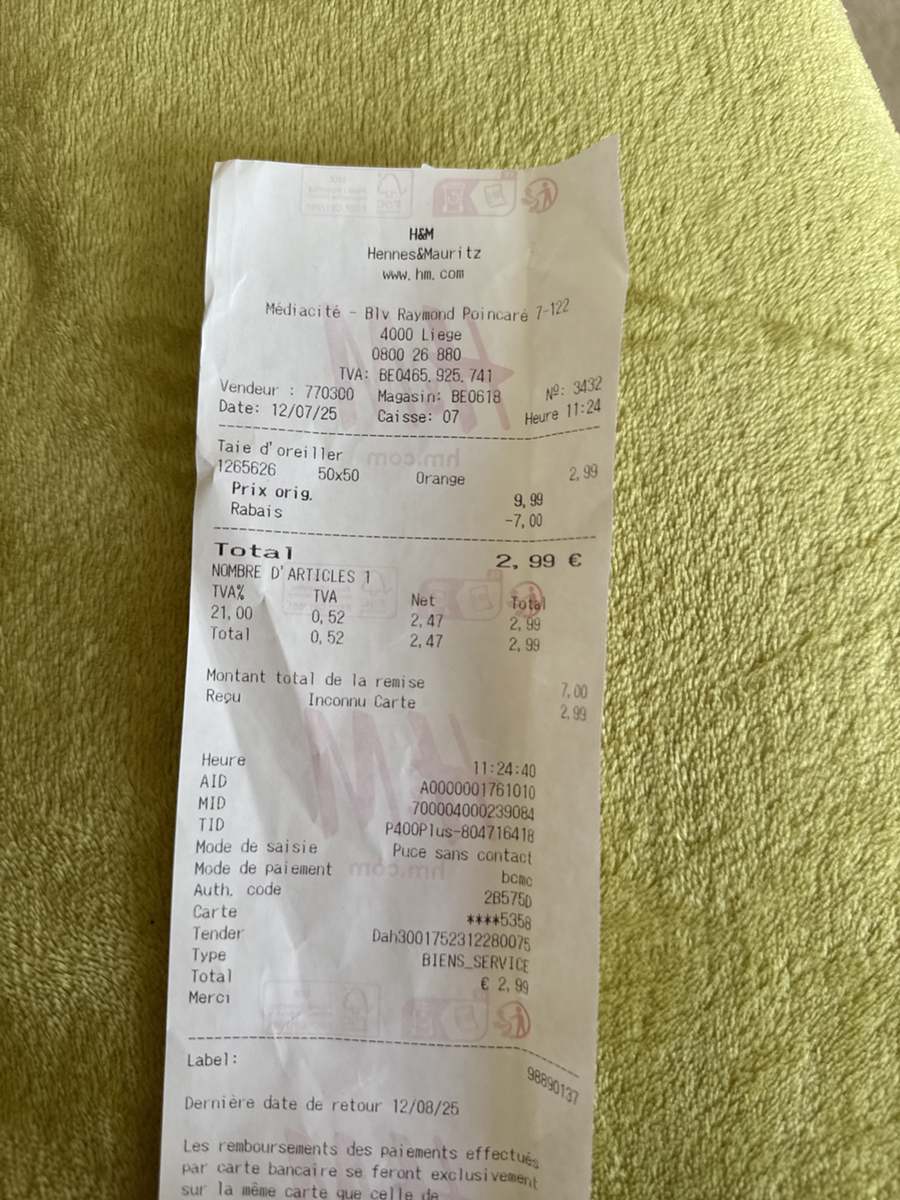 H&M
Hennes&Mauritz
www.hm.com
Médiacité - Blv Raymond Poincaré 7-122
4000 Liege
0800 26 880
TVA: BE0465.925.741
Vendeur : 770300 Magasin: BE0618 Nº: 3432
Date: 12/07/25 Caisse: 07 Heure 11:24
Taie d'oreiller
1265626 50x50 Orange 2,99
Prix orig. 9,99
Rabais -7,00
Total 2,99 €
NOMBRE D'ARTICLES 1
TVA% TVA Net Total
21,00 0,52 2,47 2,99
Total 0,52 2,47 2,99
Montant total de la remise 7,00
Reçu Inconnu Carte 2,99
Heure 11:24:40
AID A0000001761010
MID 700004000239084
TID P400Plus-804716418
Mode de saisie Puce sans contact
Mode de paiement bcmc
Auth. code 2B575D
Carte ****5358
Tender Dah3001752312280075
Type BIENS_SERVICE
Total € 2,99
Merci
Label: 98890137
Dernière date de retour 12/08/25
Les remboursements des paiements effectués
par carte bancaire se feront exclusivement
sur la même carte que celle de